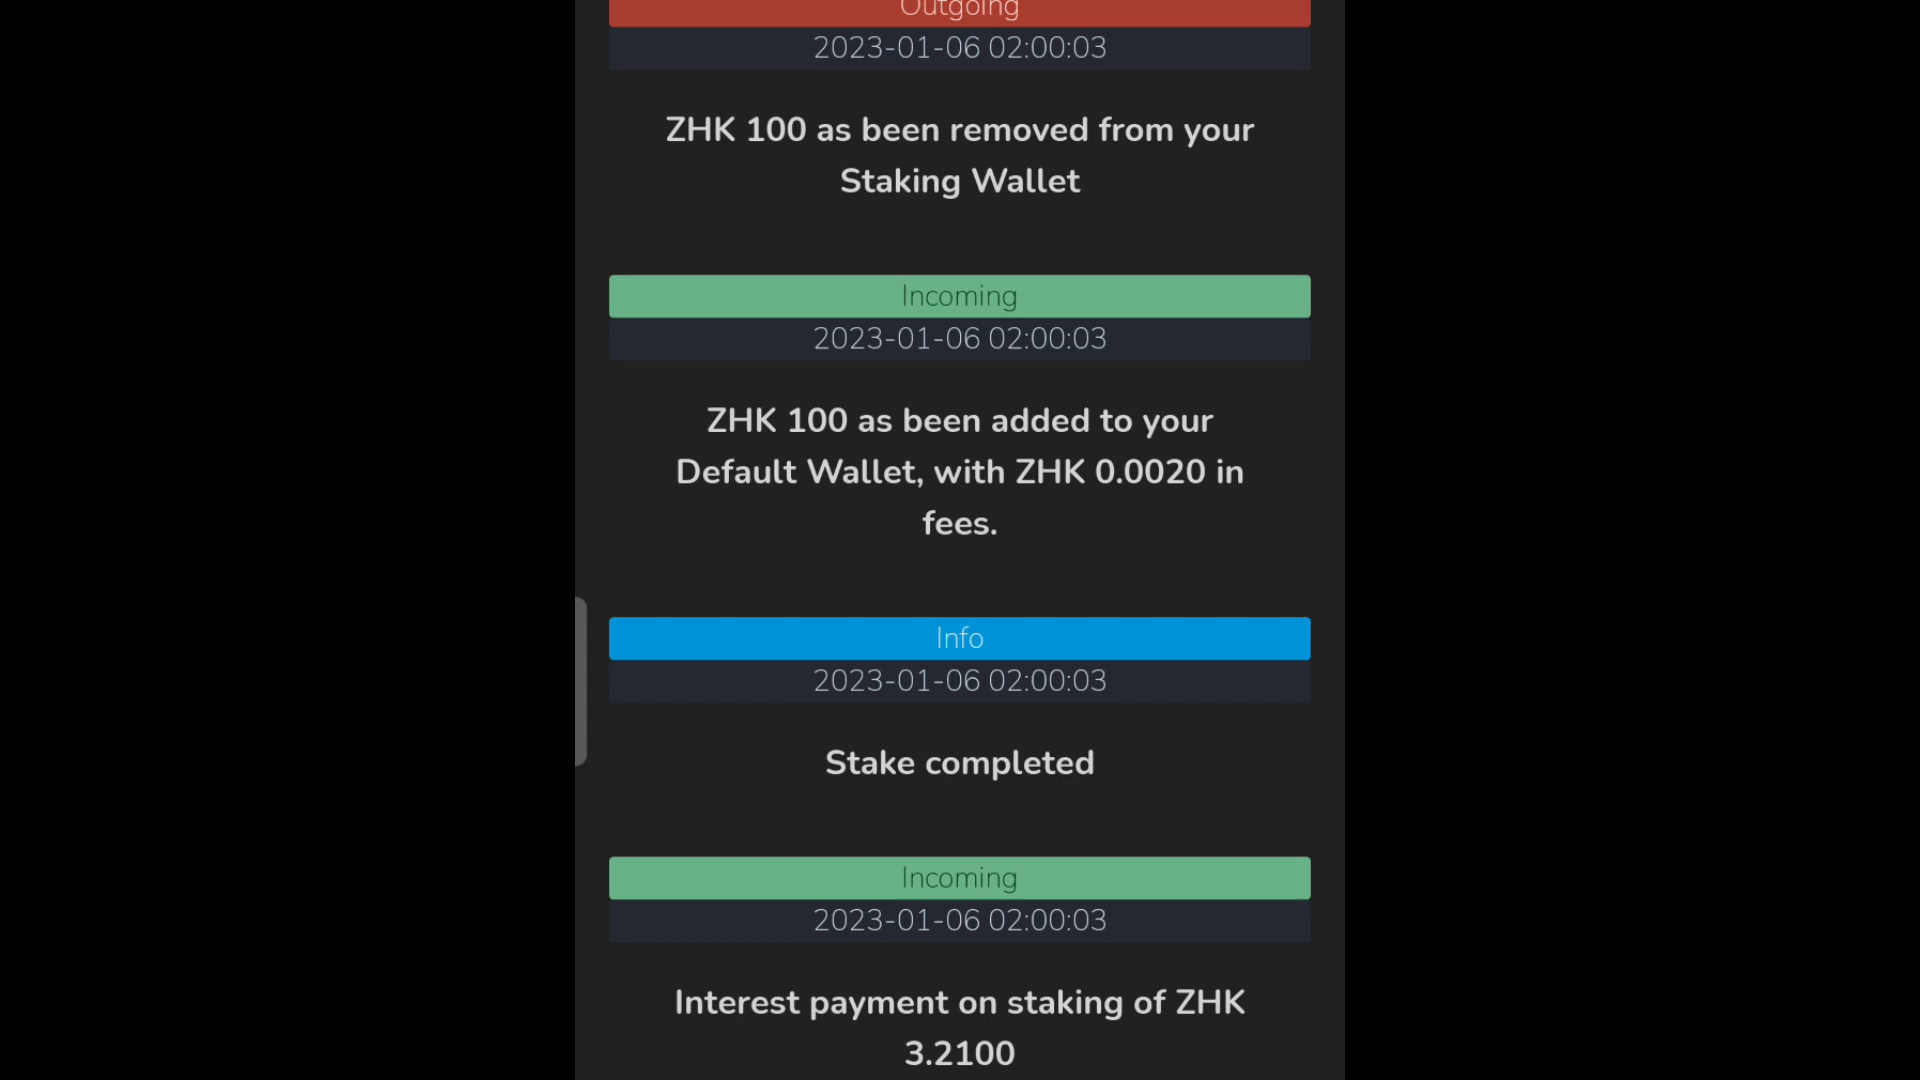 Outgoing
2023-01-06 02:00:03
ZHK 100 as been removed from your
Staking Wallet
Incoming
2023-01-06 02:00:03
ZHK 100 as been added to your
Default Wallet, with ZHK 0.0020 in
fees.
Info
2023-01-06 02:00:03
Stake completed
Incoming
2023-01-06 02:00:03
Interest payment on staking of ZHK
3.2100